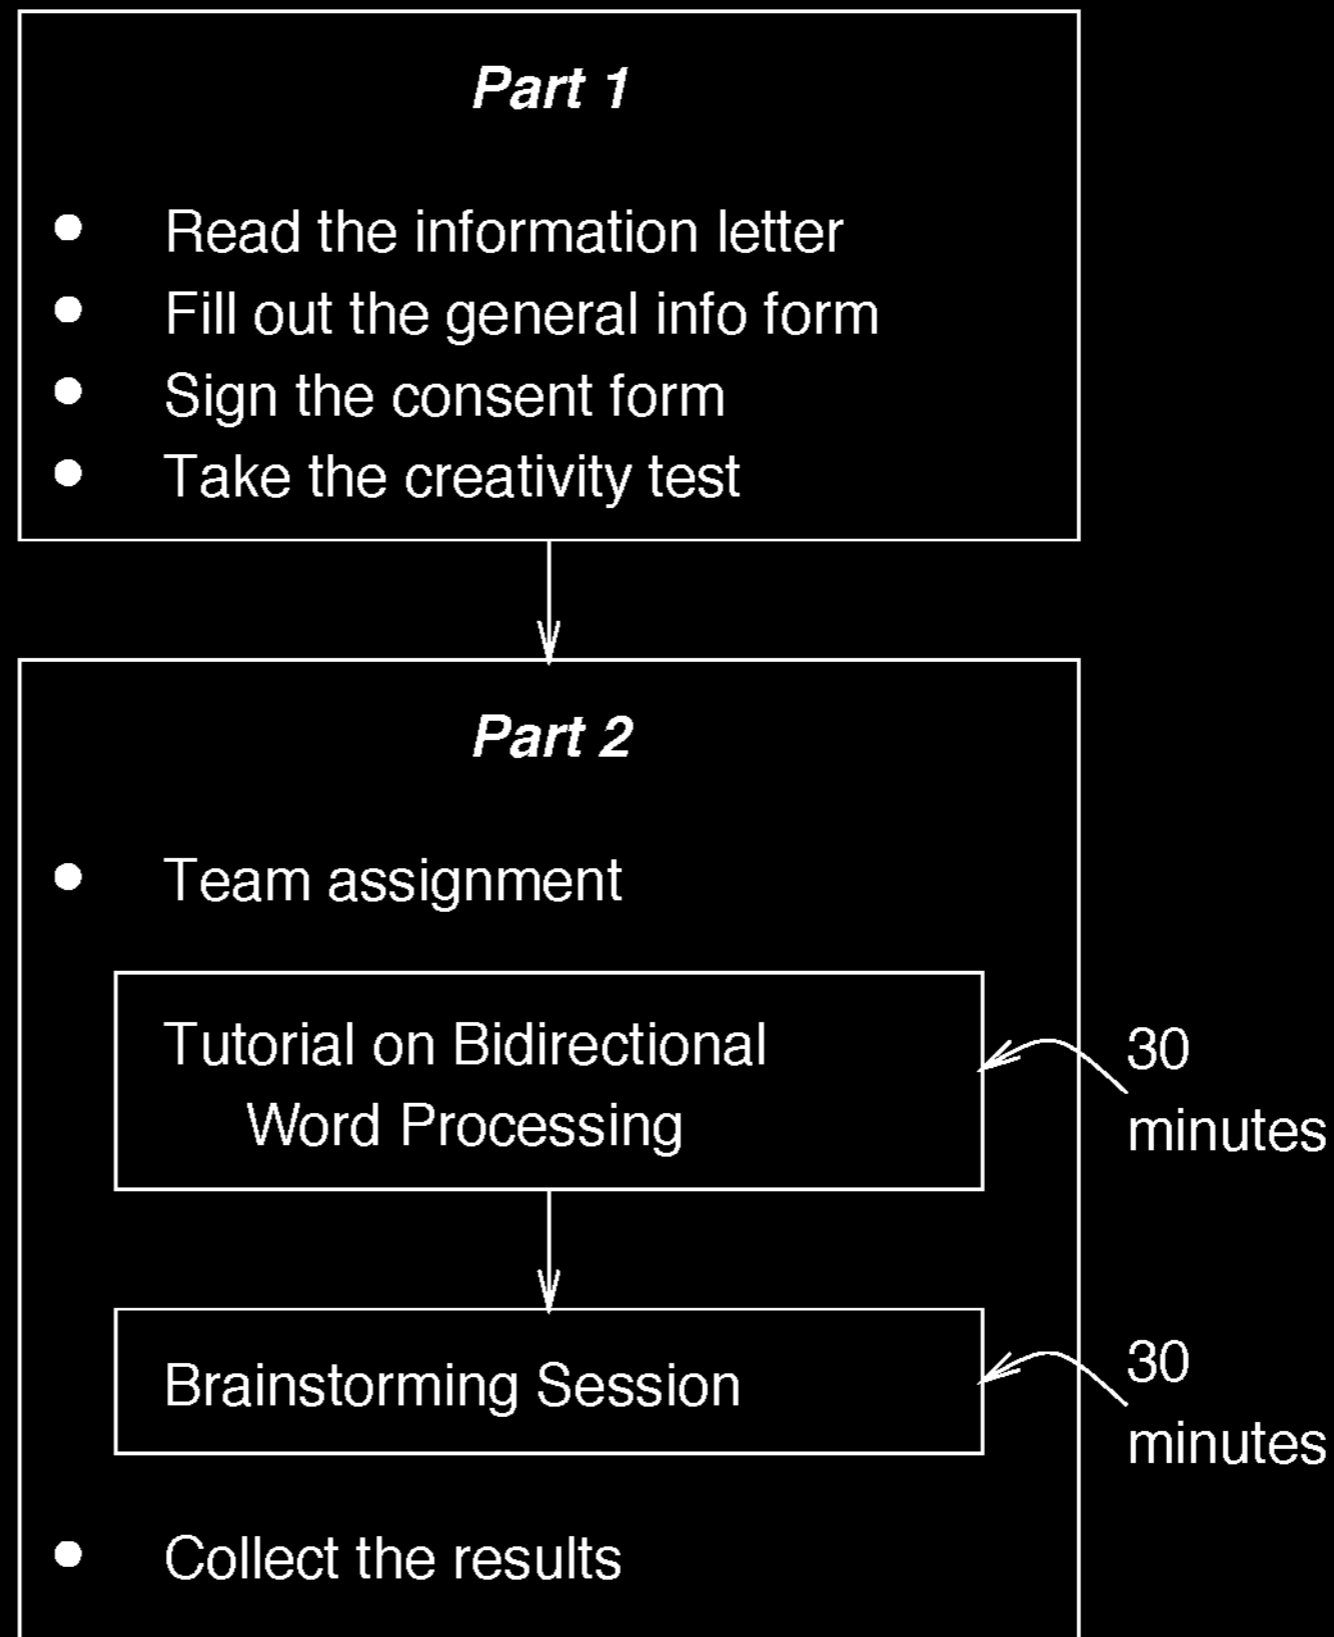 Part 1
• Read the information letter
• Fill out the general info form
• Sign the consent form
• Take the creativity test
Part 2
• Team assignment
Tutorial on Bidirectional
Word Processing
30
minutes
Brainstorming Session
30
minutes
• Collect the results